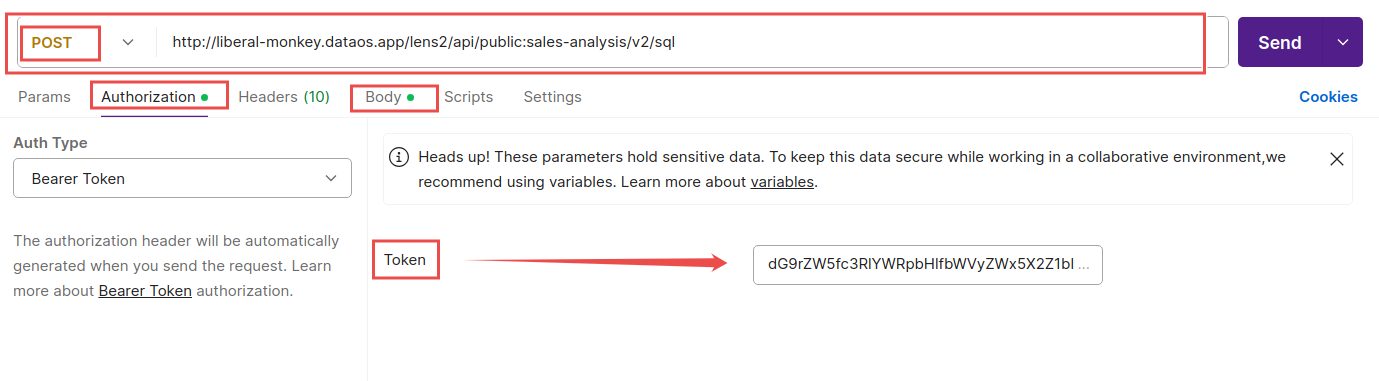 POST http://liberal-monkey.dataos.app/lens2/api/public:sales-analysis/v2/sql Send
Params Authorization Headers (10) Body Scripts Settings Cookies
Auth Type
Bearer Token
The authorization header will be automatically
generated when you send the request. Learn
more about Bearer Token authorization.
Heads up! These parameters hold sensitive data. To keep this data secure while working in a collaborative environment,we
recommend using variables. Learn more about variables.
Token
dG9rZW5fc3RlYWRpbHlfbWVyZWx5X2Z1bl ...